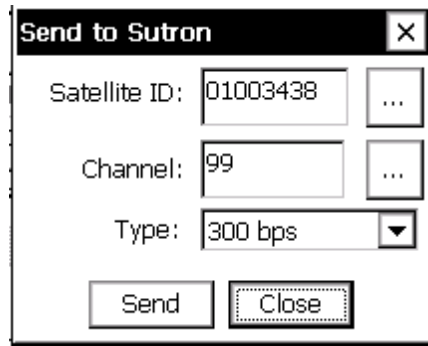 Send to Sutron
Satellite ID: 01003438 ...
Channel: 99 ...
Type: 300 bps
Send Close